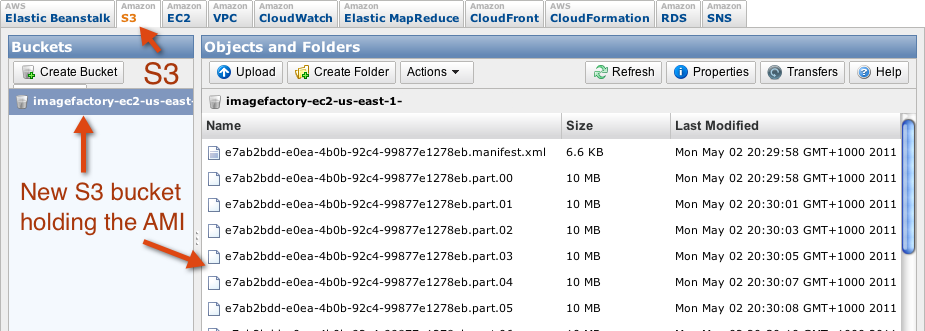 AWS Amazon Amazon Amazon Amazon Amazon Amazon AWS Amazon Amazon
Elastic Beanstalk S3 EC2 VPC CloudWatch Elastic MapReduce CloudFront CloudFormation RDS SNS
Buckets
Create Bucket
S3
imagefactory-ec2-us-east-
New S3 bucket
holding the AMI
Objects and Folders
Upload Create Folder Actions Refresh Properties Transfers Help
imagefactory-ec2-us-east-1-
Name Size Last Modified
e7ab2bdd-e0ea-4b0b-92c4-99877e1278eb.manifest.xml 6.6 KB Mon May 02 20:29:58 GMT+1000 2011
e7ab2bdd-e0ea-4b0b-92c4-99877e1278eb.part.00 10 MB Mon May 02 20:29:58 GMT+1000 2011
e7ab2bdd-e0ea-4b0b-92c4-99877e1278eb.part.01 10 MB Mon May 02 20:30:01 GMT+1000 2011
e7ab2bdd-e0ea-4b0b-92c4-99877e1278eb.part.02 10 MB Mon May 02 20:30:03 GMT+1000 2011
e7ab2bdd-e0ea-4b0b-92c4-99877e1278eb.part.03 10 MB Mon May 02 20:30:05 GMT+1000 2011
e7ab2bdd-e0ea-4b0b-92c4-99877e1278eb.part.04 10 MB Mon May 02 20:30:07 GMT+1000 2011
e7ab2bdd-e0ea-4b0b-92c4-99877e1278eb.part.05 10 MB Mon May 02 20:30:08 GMT+1000 2011